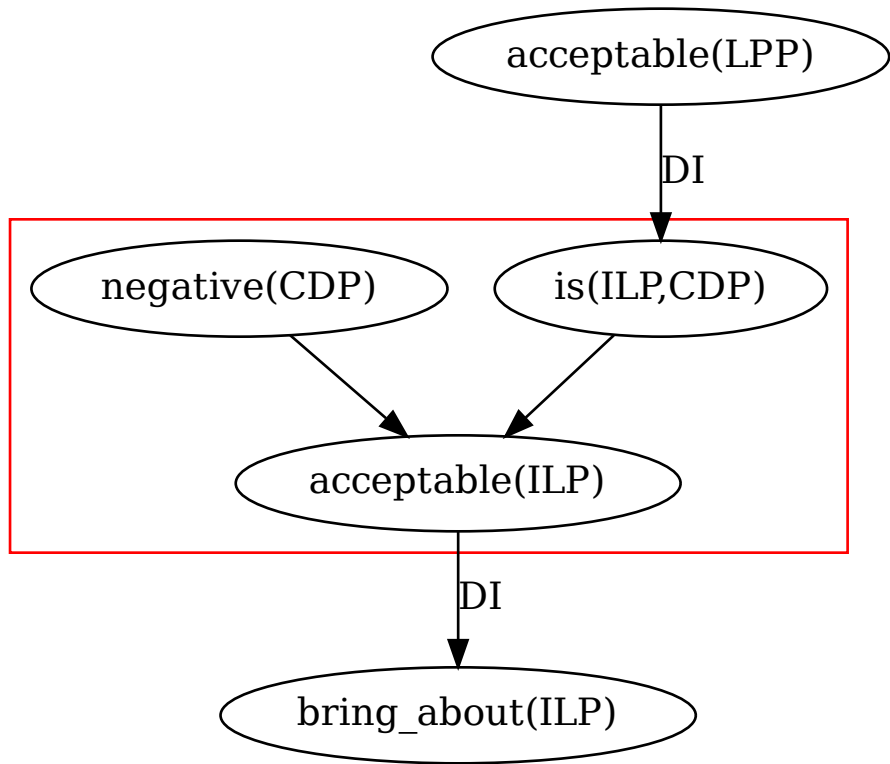 acceptable(LPP)
DI
negative(CDP)
is(ILP,CDP)
acceptable(ILP)
DI
bring_about(ILP)